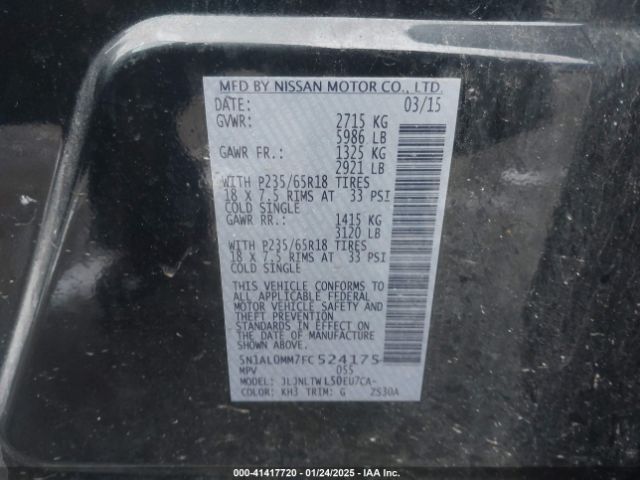 MFD BY NISSAN MOTOR CO., LTD.
DATE: 03/15
GVWR: 2715 KG
5986 LB
GAWR FR.: 1325 KG
2921 LB
WITH P235/65R18 TIRES
18 X 7.5 RIMS AT 33 PSI
COLD SINGLE
GAWR RR.: 1415 KG
3120 LB
WITH P235/65R18 TIRES
18 X 7.5 RIMS AT 33 PSI
COLD SINGLE
THIS VEHICLE CONFORMS TO
ALL APPLICABLE FEDERAL
MOTOR VEHICLE SAFETY AND
THEFT PREVENTION
STANDARDS IN EFFECT ON
THE DATE OF MANUFACTURE
SHOWN ABOVE.
5N1AL0MM7FC524175
MPV 055
JLJNLTWL50EU7CA-
COLOR: KH3 TRIM: G ZS30A
000-41417720 - 01/24/2025 - IAA Inc.